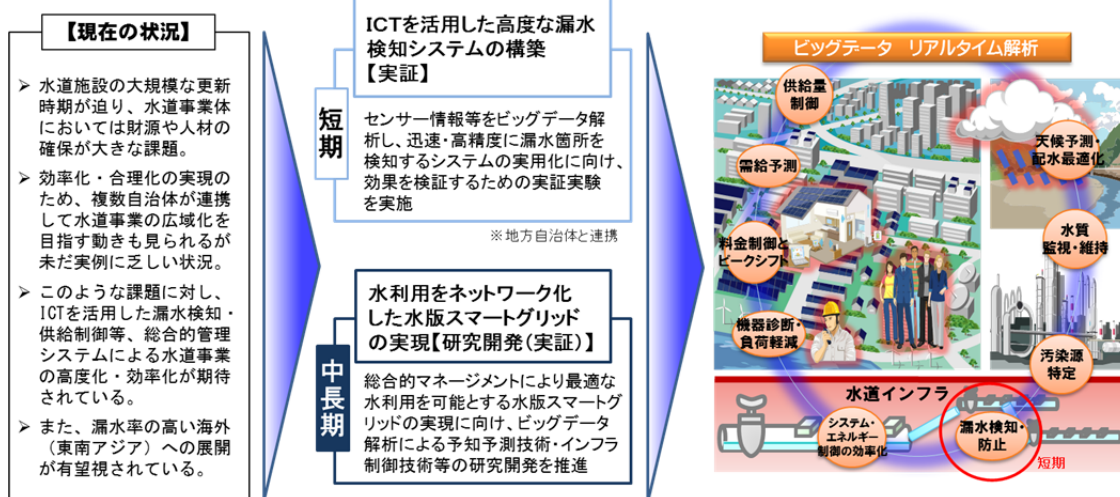 【現在の状況】
➢ 水道施設の大規模な更新
時期が迫り、水道事業体
においては財源や人材の
確保が大きな課題。
➢ 効率化・合理化の実現の
ため、複数自治体が連携
して水道事業の広域化を
目指す動きも見られるが
未だ実例に乏しい状況。
➢ このような課題に対し、
ICTを活用した漏水検知・
供給制御等、総合的管理
システムによる水道事業
の高度化・効率化が期待
されている。
➢ また、漏水率の高い海外
（東南アジア）への展開
が有望視されている。
短期
ICTを活用した高度な漏水
検知システムの構築
【実証】
センサー情報等をビッグデータ解
析し、迅速・高精度に漏水箇所を
検知するシステムの実用化に向け、
効果を検証するための実証実験
を実施
※地方自治体と連携
中長期
水利用をネットワーク化
した水版スマートグリッド
の実現【研究開発（実証）】
総合的マネージメントにより最適な
水利用を可能とする水版スマートグ
リッドの実現に向け、ビッグデータ
解析による予知予測技術・インフラ
制御技術等の研究開発を推進
ビッグデータ　リアルタイム解析
供給量
制御
需給予測
料金制御と
ピークシフト
機器診断・
負荷軽減
天候予測・
配水最適化
水質
監視・維持
汚染源
特定
水道インフラ
システム・
エネルギー
制御の効率化
漏水検知・
防止
短期